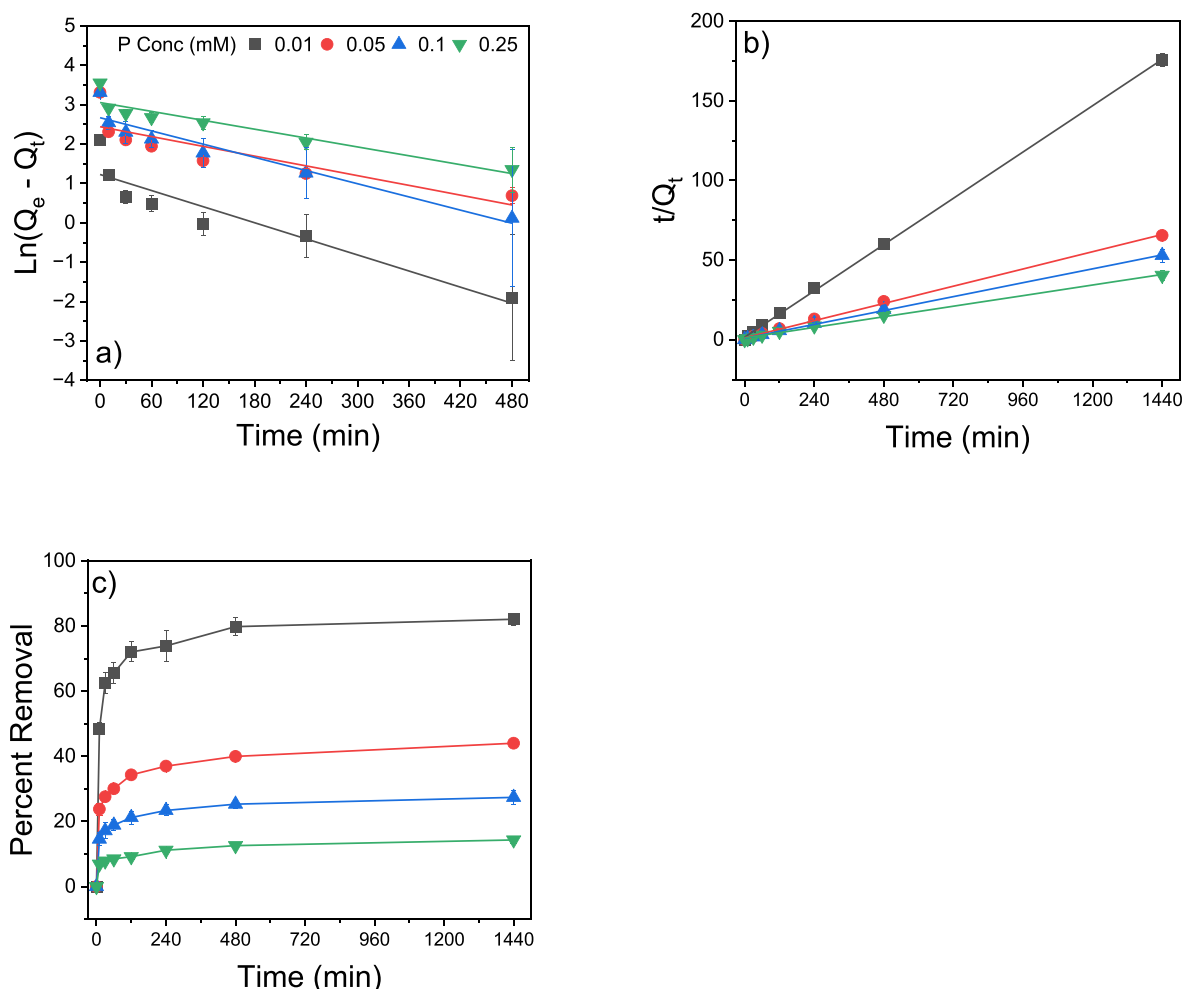 5
4
3
2
1
0
−1
−2
−3
−4
Ln(Qe - Qt)
P Conc (mM) 0.01 0.05 0.1 0.25
a)
0 60 120 180 240 300 360 420 480
Time (min)
200
150
100
50
0
t/Qt
b)
0 240 480 720 960 1200 1440
Time (min)
100
80
60
40
20
0
Percent Removal
c)
0 240 480 720 960 1200 1440
Time (min)